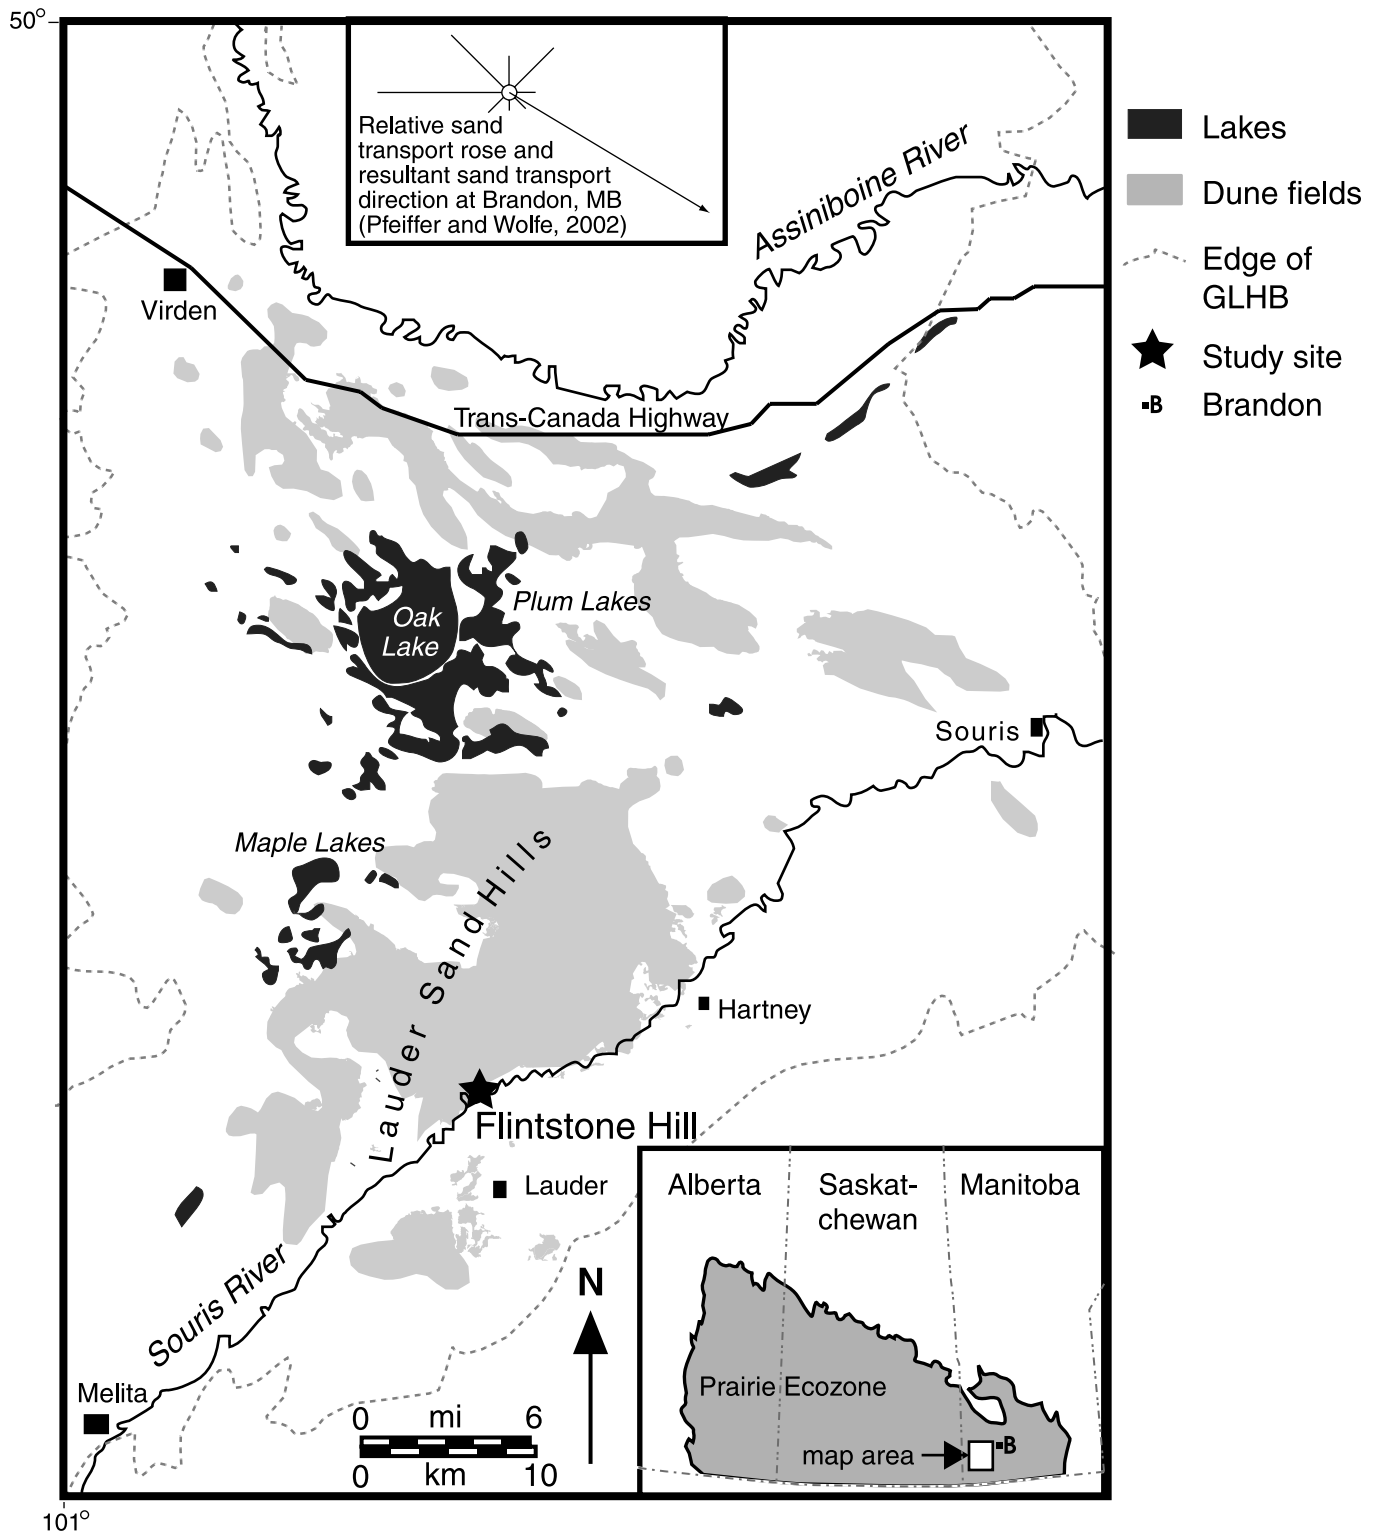 50°
Relative sand
transport rose and
resultant sand transport
direction at Brandon, MB
(Pfeiffer and Wolfe, 2002)
Assiniboine River
Lakes
Dune fields
Edge of
GLHB
Study site
B
Brandon
Virden
Trans-Canada Highway
Oak
Lake
Plum Lakes
Souris
Maple Lakes
Lauder Sand Hills
Hartney
Flintstone Hill
Lauder
Souris River
Melita
N
0 mi 6
0 km 10
Alberta
Saskat-
chewan
Manitoba
Prairie Ecozone
map area
B
101°